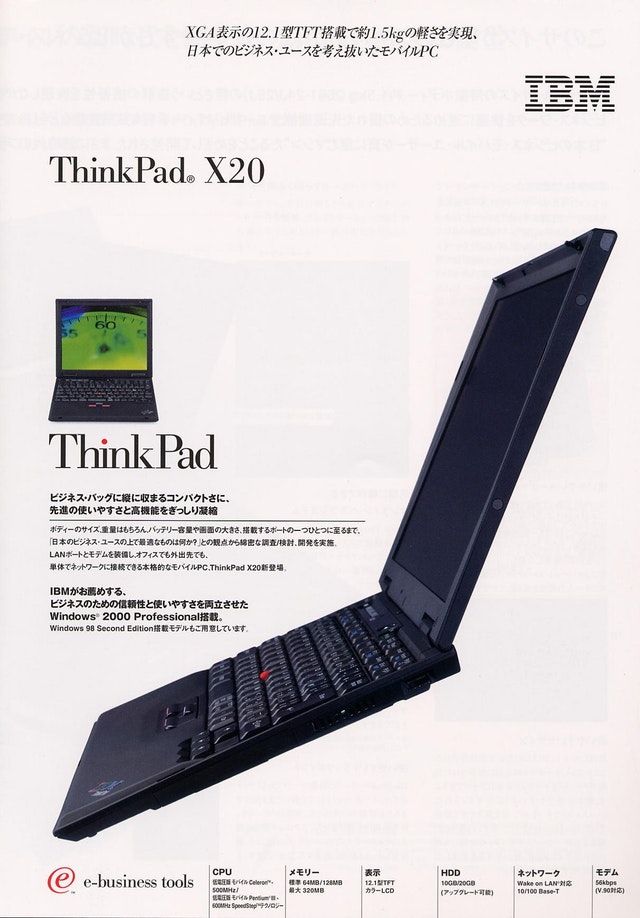 XGA表示の12.1型TFT搭載で約1.5kgの軽さを実現、
日本でのビジネス・ユースを考え抜いたモバイルPC
IBM
ThinkPad® X20
60
ThinkPad
ビジネス・バッグに縦に収まるコンパクトさに、
先進の使いやすさと高機能をぎっしり凝縮
ボディーのサイズ、重量はもちろん、バッテリー容量や画面の大きさ、搭載するポートの一つひとつに至るまで、
「日本のビジネス・ユースの上で最適なものは何か?」との観点から綿密な調査/検討、開発を実施。
LANポートとモデムを装備し、オフィスでも外出先でも、
単体でネットワークに接続できる本格的なモバイルPC、ThinkPad X20新登場。
IBMがお薦めする、
ビジネスのための信頼性と使いやすさを両立させた
Windows® 2000 Professional搭載。
Windows 98 Second Edition搭載モデルもご用意しています。
e e-business tools
CPU
低電圧版 モバイル Celeron™-
500MHz/
低電圧版 モバイル Pentium®III-
600MHz SpeedStep™テクノロジー
メモリー
標準 64MB/128MB
最大 320MB
表示
12.1型TFT
カラーLCD
HDD
10GB/20GB
(アップグレード可能)
ネットワーク
Wake on LAN®対応
10/100 Base-T
モデム
56kbps
(V.90対応)